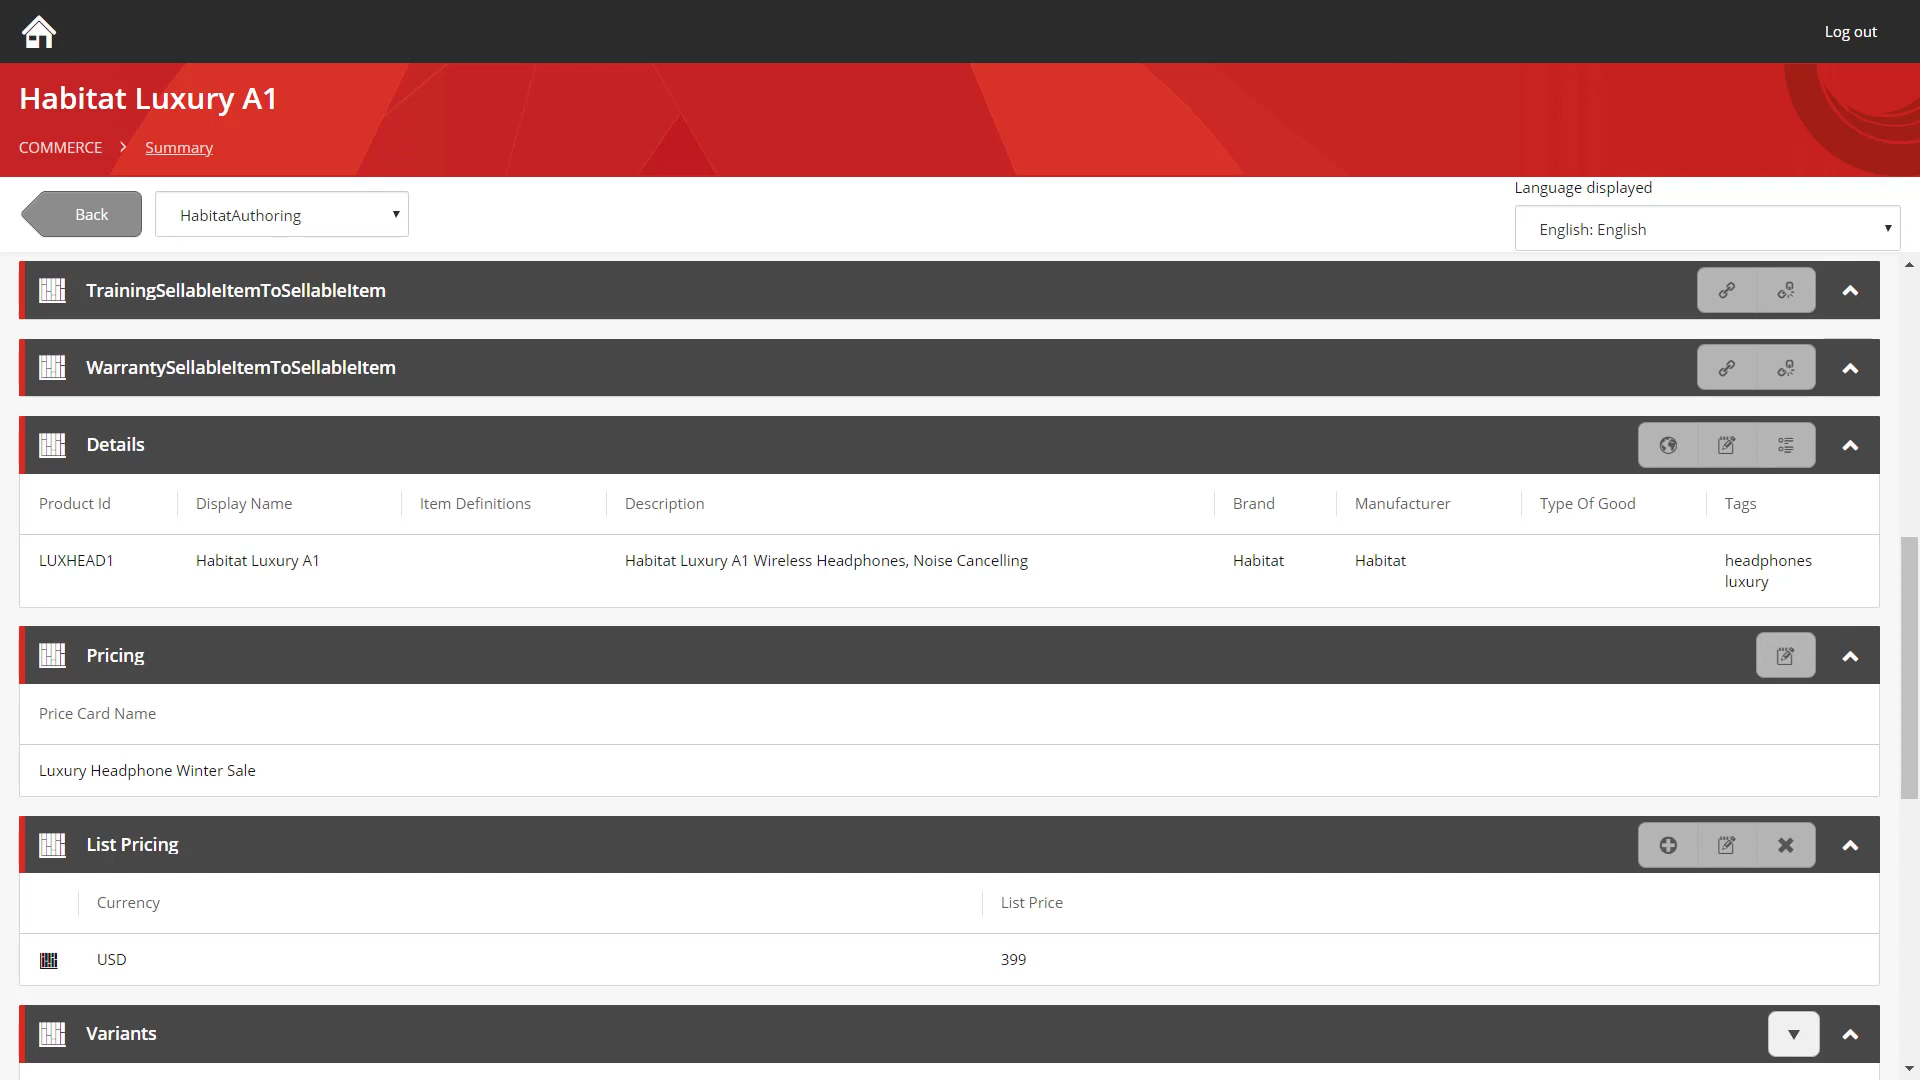 Log out
Habitat Luxury A1
COMMERCE > Summary
Language displayed
Back
HabitatAuthoring
English: English
TrainingSellableItemToSellableItem
WarrantySellableItemToSellableItem
Details
Product Id Display Name Item Definitions Description Brand Manufacturer Type Of Good Tags
LUXHEAD1 Habitat Luxury A1 Habitat Luxury A1 Wireless Headphones, Noise Cancelling Habitat Habitat headphones
luxury
Pricing
Price Card Name
Luxury Headphone Winter Sale
List Pricing
Currency List Price
USD 399
Variants